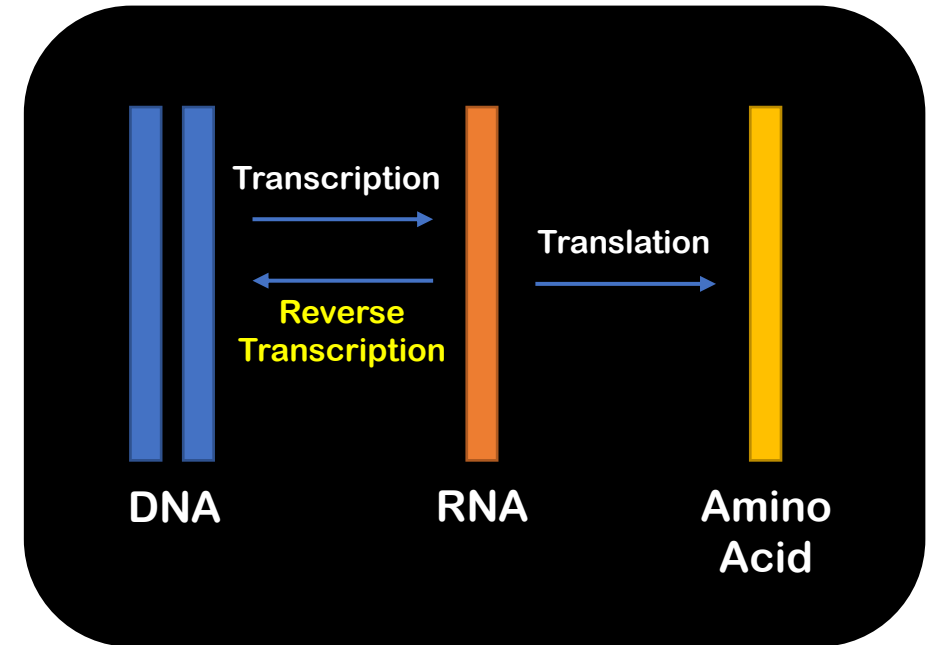 Transcription
Translation
Reverse
Transcription
DNA
RNA
Amino
Acid